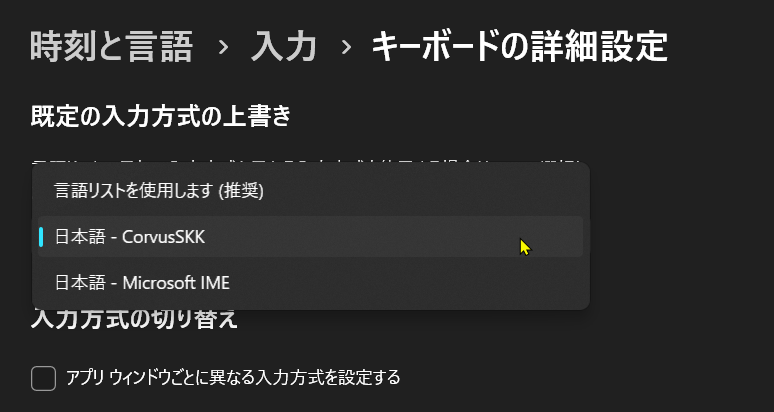 時刻と言語 › 入力 › キーボードの詳細設定
既定の入力方式の上書き
言語リストを使用します (推奨)
日本語 - CorvusSKK
日本語 - Microsoft IME
入力方式の切り替え
アプリ ウィンドウごとに異なる入力方式を設定する